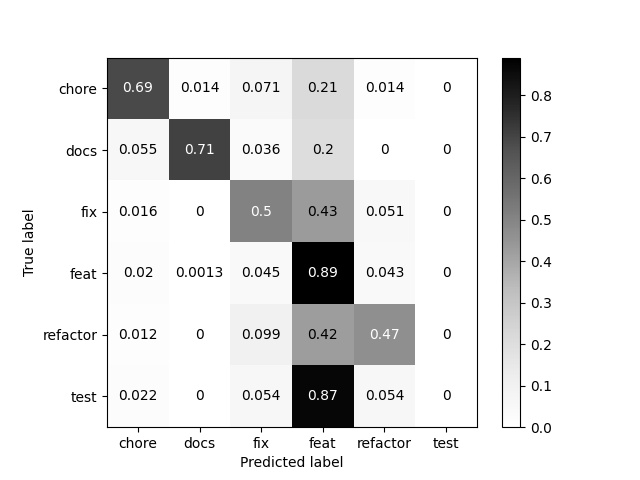 chore 0.69 0.014 0.071 0.21 0.014 0
docs 0.055 0.71 0.036 0.2 0 0
fix 0.016 0 0.5 0.43 0.051 0
feat 0.02 0.0013 0.045 0.89 0.043 0
refactor 0.012 0 0.099 0.42 0.47 0
test 0.022 0 0.054 0.87 0.054 0
chore docs fix feat refactor test
Predicted label
True label
0.8
0.7
0.6
0.5
0.4
0.3
0.2
0.1
0.0